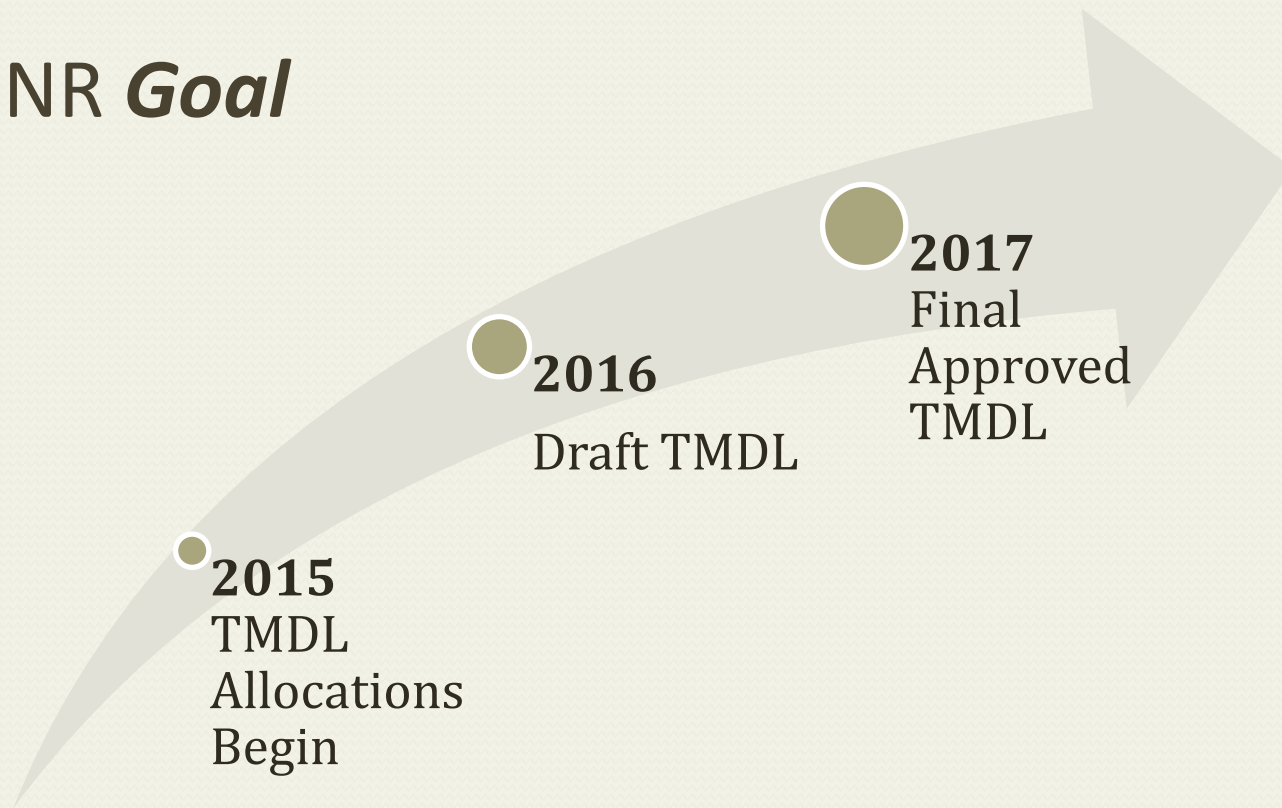 NR Goal
2015
TMDL
Allocations
Begin
2016
Draft TMDL
2017
Final
Approved
TMDL